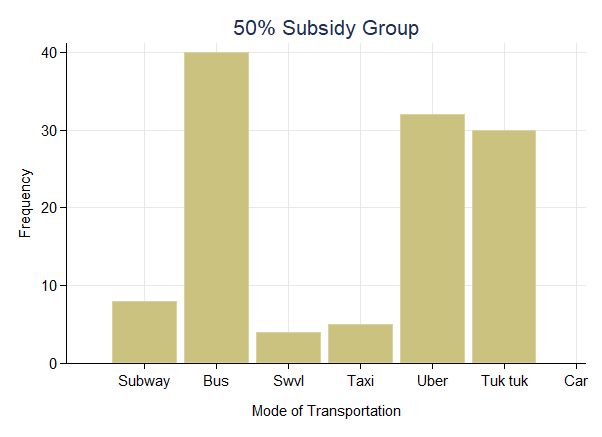 50% Subsidy Group
Frequency
40
30
20
10
0
Subway Bus Swvl Taxi Uber Tuk tuk Car
Mode of Transportation